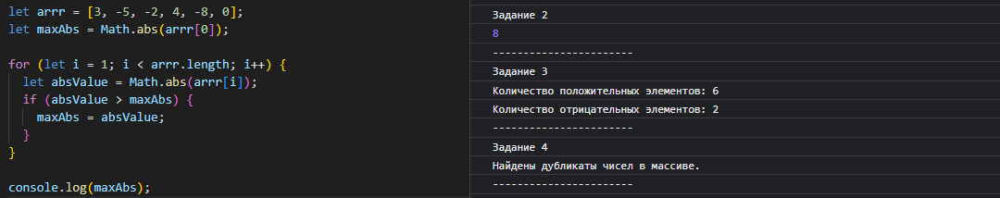 let arrr = [3, -5, -2, 4, -8, 0];
let maxAbs = Math.abs(arrr[0]);
for (let i = 1; i < arrr.length; i++) {
let absValue = Math.abs(arrr[i]);
if (absValue > maxAbs) {
maxAbs = absValue;
}
}
console.log(maxAbs);
Задание 2
8
-----------------------
Задание 3
Количество положительных элементов: 6
Количество отрицательных элементов: 2
-----------------------
Задание 4
Найдены дубликаты чисел в массиве.
-----------------------